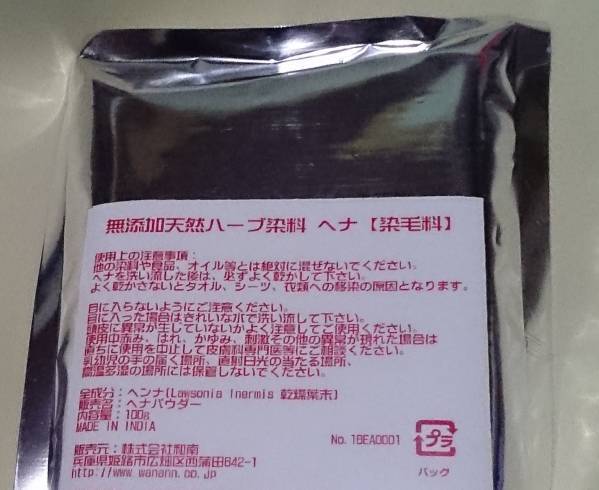 無添加天然ハーブ染料 ヘナ【染毛料】
使用上の注意事項：
他の染料や食品、オイル等とは絶対に混ぜないでください。
ヘナを洗い流した後は、必ずよく乾かして下さい。
よく乾かさないとタオル、シーツ、衣類への移染の原因となります。
目に入らないようにご注意ください。
目に入った場合はきれいな水で洗い流して下さい。
頭皮に異常が生していないかよく注意してご使用ください。
使用中赤み、はれ、かゆみ、刺激その他の異常が現れた場合は
直ちに使用を中止して皮膚科専門医等にご相談ください。
乳幼児の手の届く場所、直射日光の当たる場所、
高温多湿の場所には保管しないでください。
全成分：ヘンナ(Lawsonia Inermis 乾燥葉末)
販売名：ヘナパウダー
内容量：100g
MADE IN INDIA
No. 1BEA0001
プラ
バッグ
販売元：株式会社和南
兵庫県姫路市広畑区西蒲田642-1
http://www.wanann.co.jp